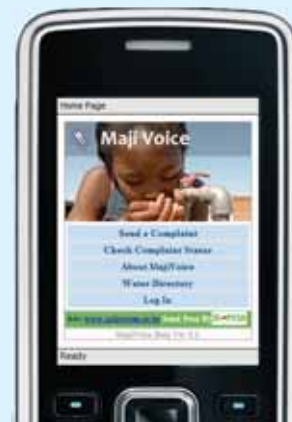 Home Page
Maji Voice
Send a Complaint
Check Complaint Status
About MajiVoice
Water Directory
Log In
Ready